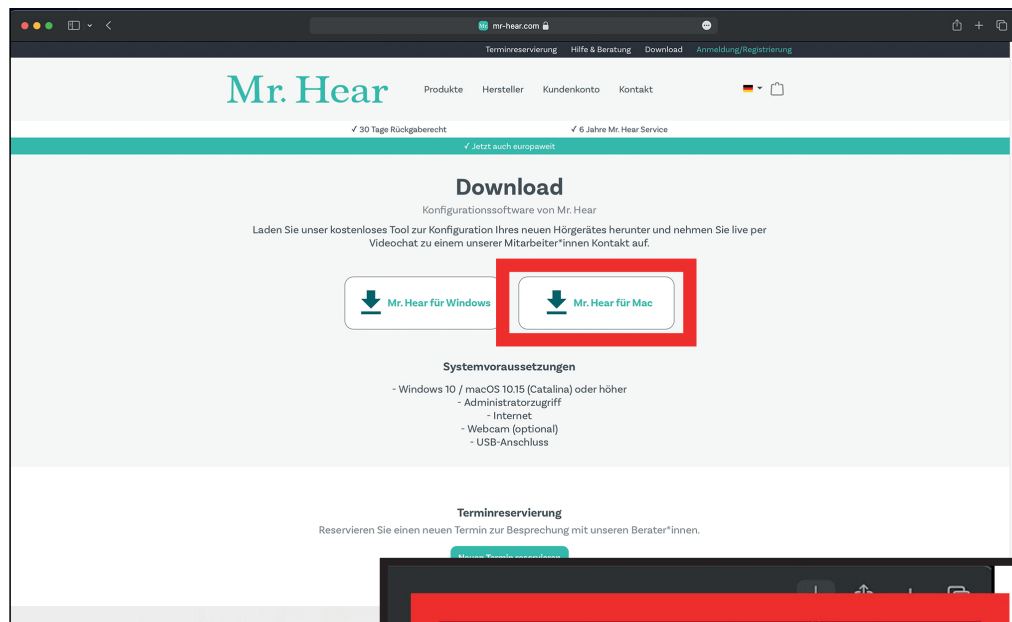 Mr. mr-hear.com
Terminreservierung Hilfe & Beratung Download Anmeldung/Registrierung
Mr. Hear Produkte Hersteller Kundenkonto Kontakt
✓ 30 Tage Rückgaberecht ✓ 6 Jahre Mr. Hear Service
✓ Jetzt auch europaweit
Download
Konfigurationssoftware von Mr. Hear
Laden Sie unser kostenloses Tool zur Konfiguration Ihres neuen Hörgerätes herunter und nehmen Sie live per
Videochat zu einem unserer Mitarbeiter*innen Kontakt auf.
Mr. Hear für Windows Mr. Hear für Mac
Systemvoraussetzungen
- Windows 10 / macOS 10.15 (Catalina) oder höher
- Administratorzugriff
- Internet
- Webcam (optional)
- USB-Anschluss
Terminreservierung
Reservieren Sie einen neuen Termin zur Besprechung mit unseren Berater*innen.
Neuen Termin reservieren